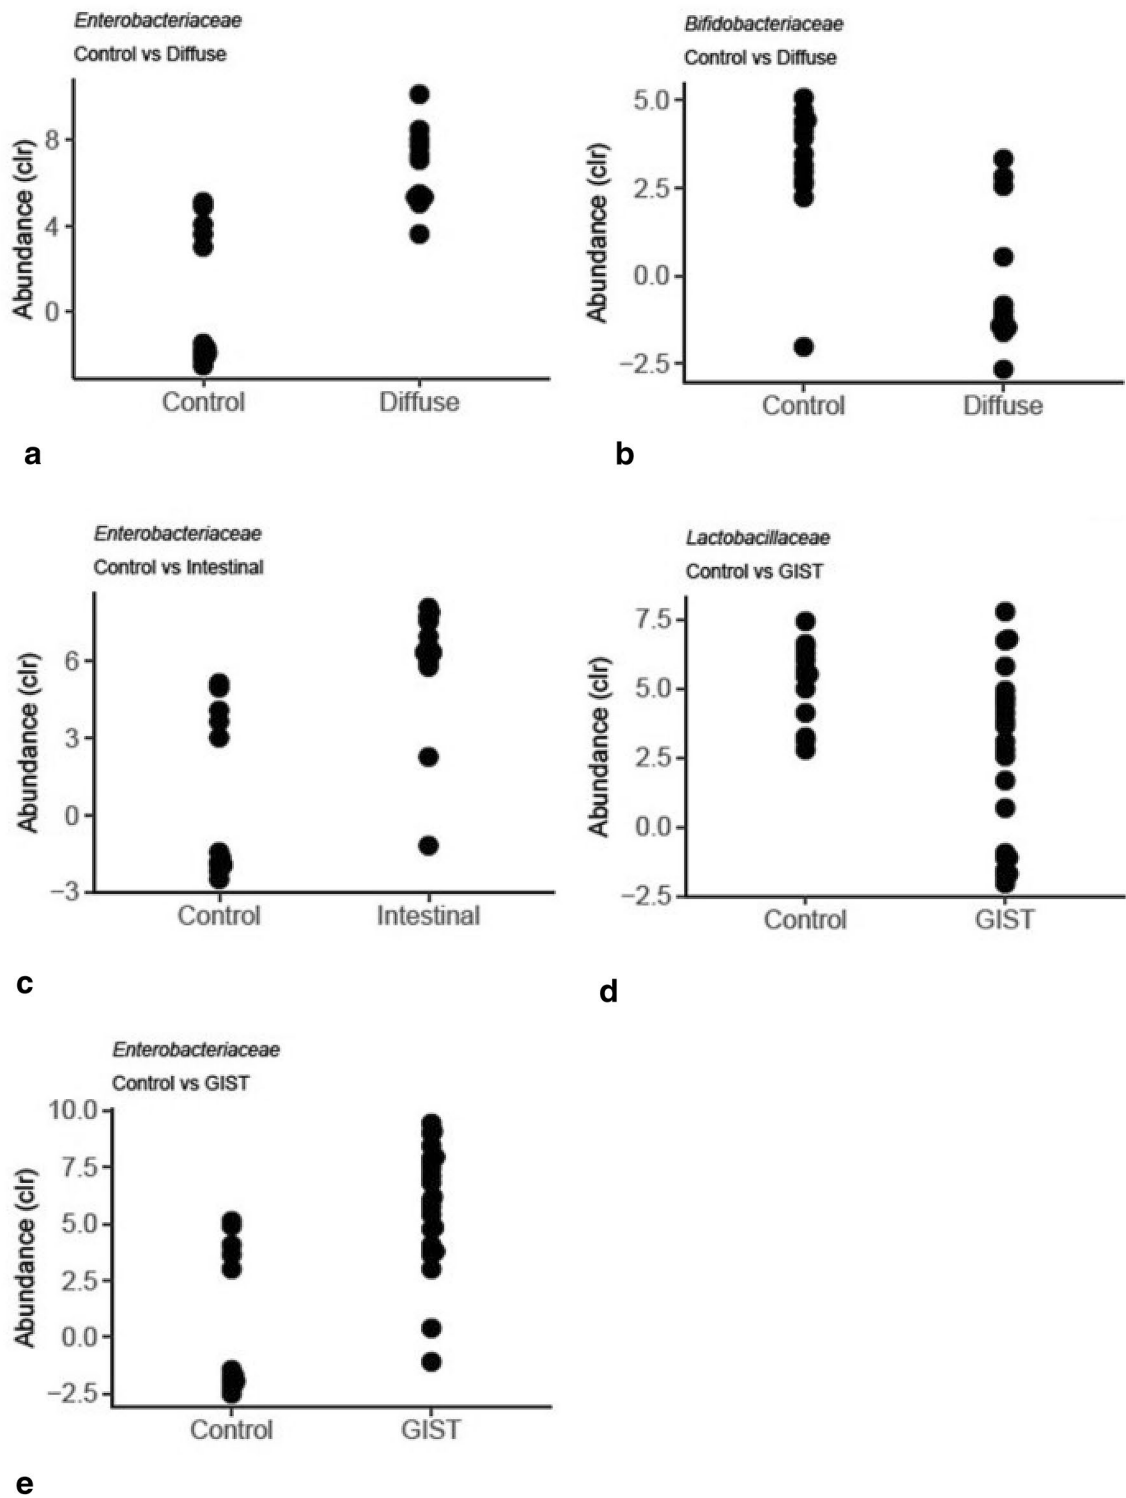 Enterobacteriaceae
Control vs Diffuse
Abundance (clr)
8
4
0
Control Diffuse
a
Bifidobacteriaceae
Control vs Diffuse
Abundance (clr)
5.0
2.5
0.0
−2.5
Control Diffuse
b
Enterobacteriaceae
Control vs Intestinal
Abundance (clr)
6
3
0
−3
Control Intestinal
c
Lactobacillaceae
Control vs GIST
Abundance (clr)
7.5
5.0
2.5
0.0
−2.5
Control GIST
d
Enterobacteriaceae
Control vs GIST
Abundance (clr)
10.0
7.5
5.0
2.5
0.0
−2.5
Control GIST
e